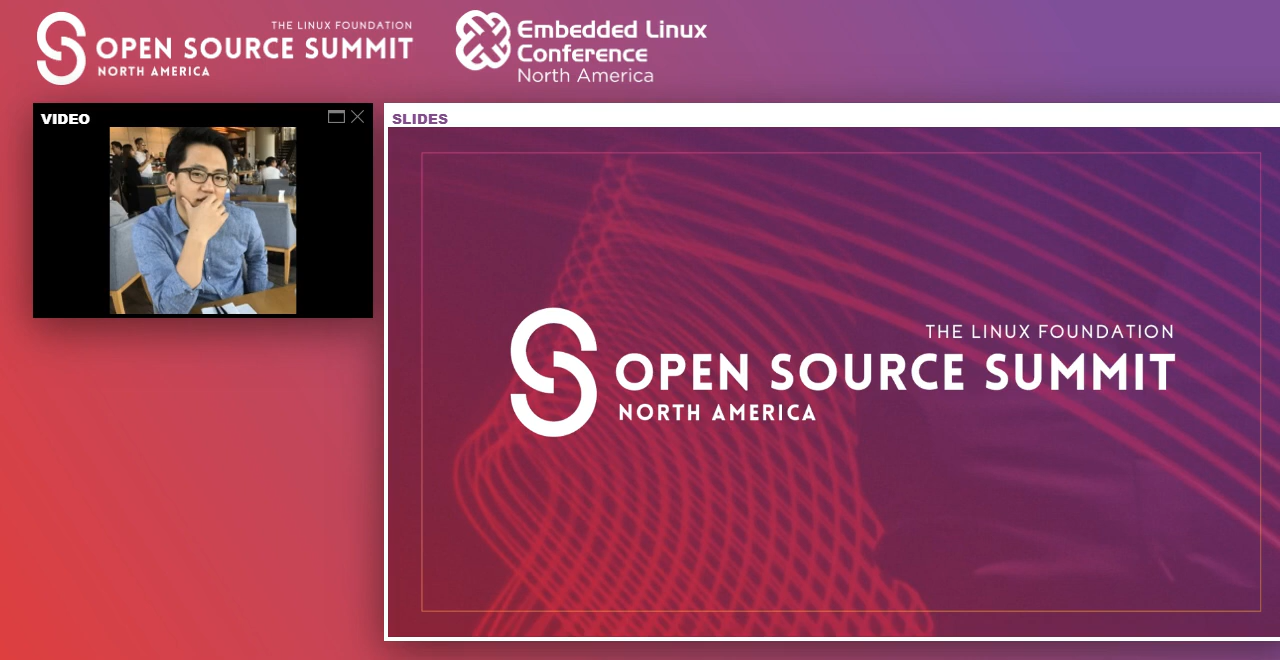 THE LINUX FOUNDATION
OPEN SOURCE SUMMIT
NORTH AMERICA
Embedded Linux
Conference
North America
VIDEO
SLIDES
THE LINUX FOUNDATION
OPEN SOURCE SUMMIT
NORTH AMERICA